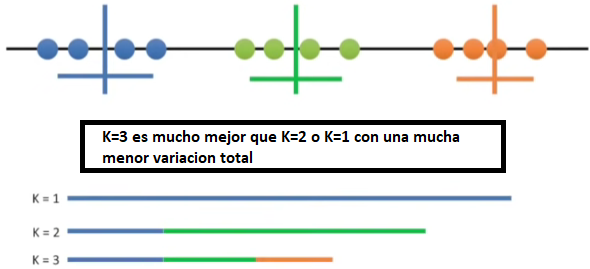 K=3 es mucho mejor que K=2 o K=1 con una mucha
menor variacion total
K = 1
K = 2
K = 3